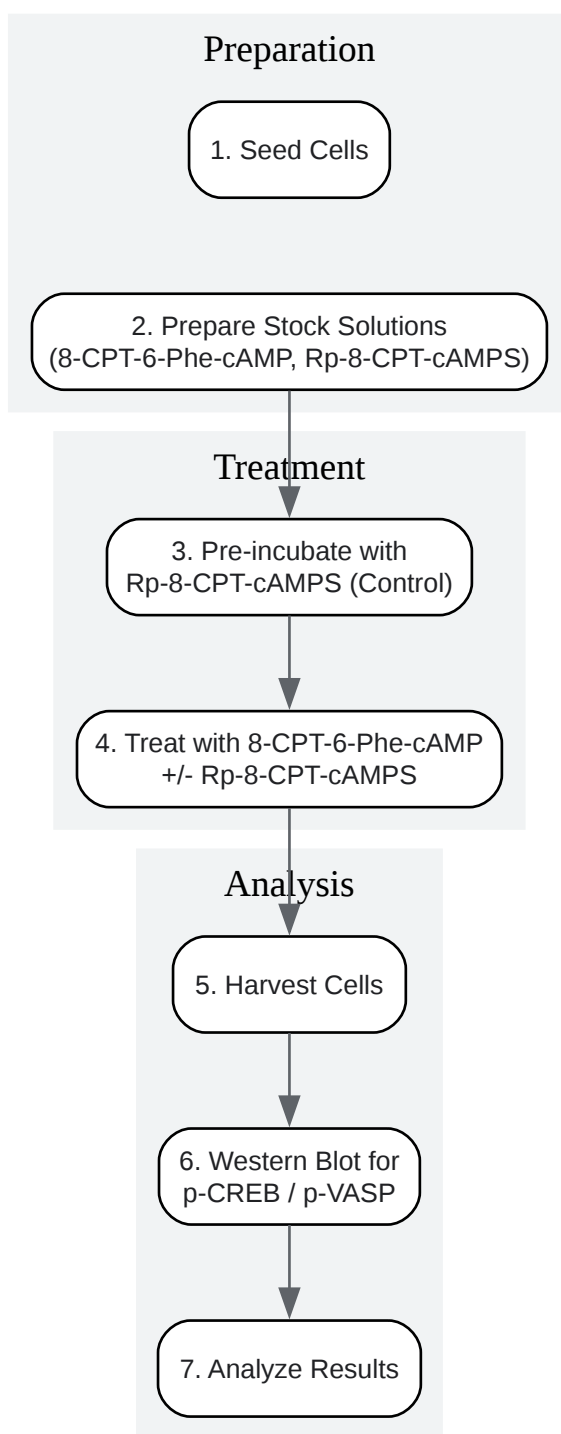 Preparation
1. Seed Cells
2. Prepare Stock Solutions
(8-CPT-6-Phe-cAMP, Rp-8-CPT-cAMPS)
Treatment
3. Pre-incubate with
Rp-8-CPT-cAMPS (Control)
4. Treat with 8-CPT-6-Phe-cAMP
+/- Rp-8-CPT-cAMPS
Analysis
5. Harvest Cells
6. Western Blot for
p-CREB / p-VASP
7. Analyze Results